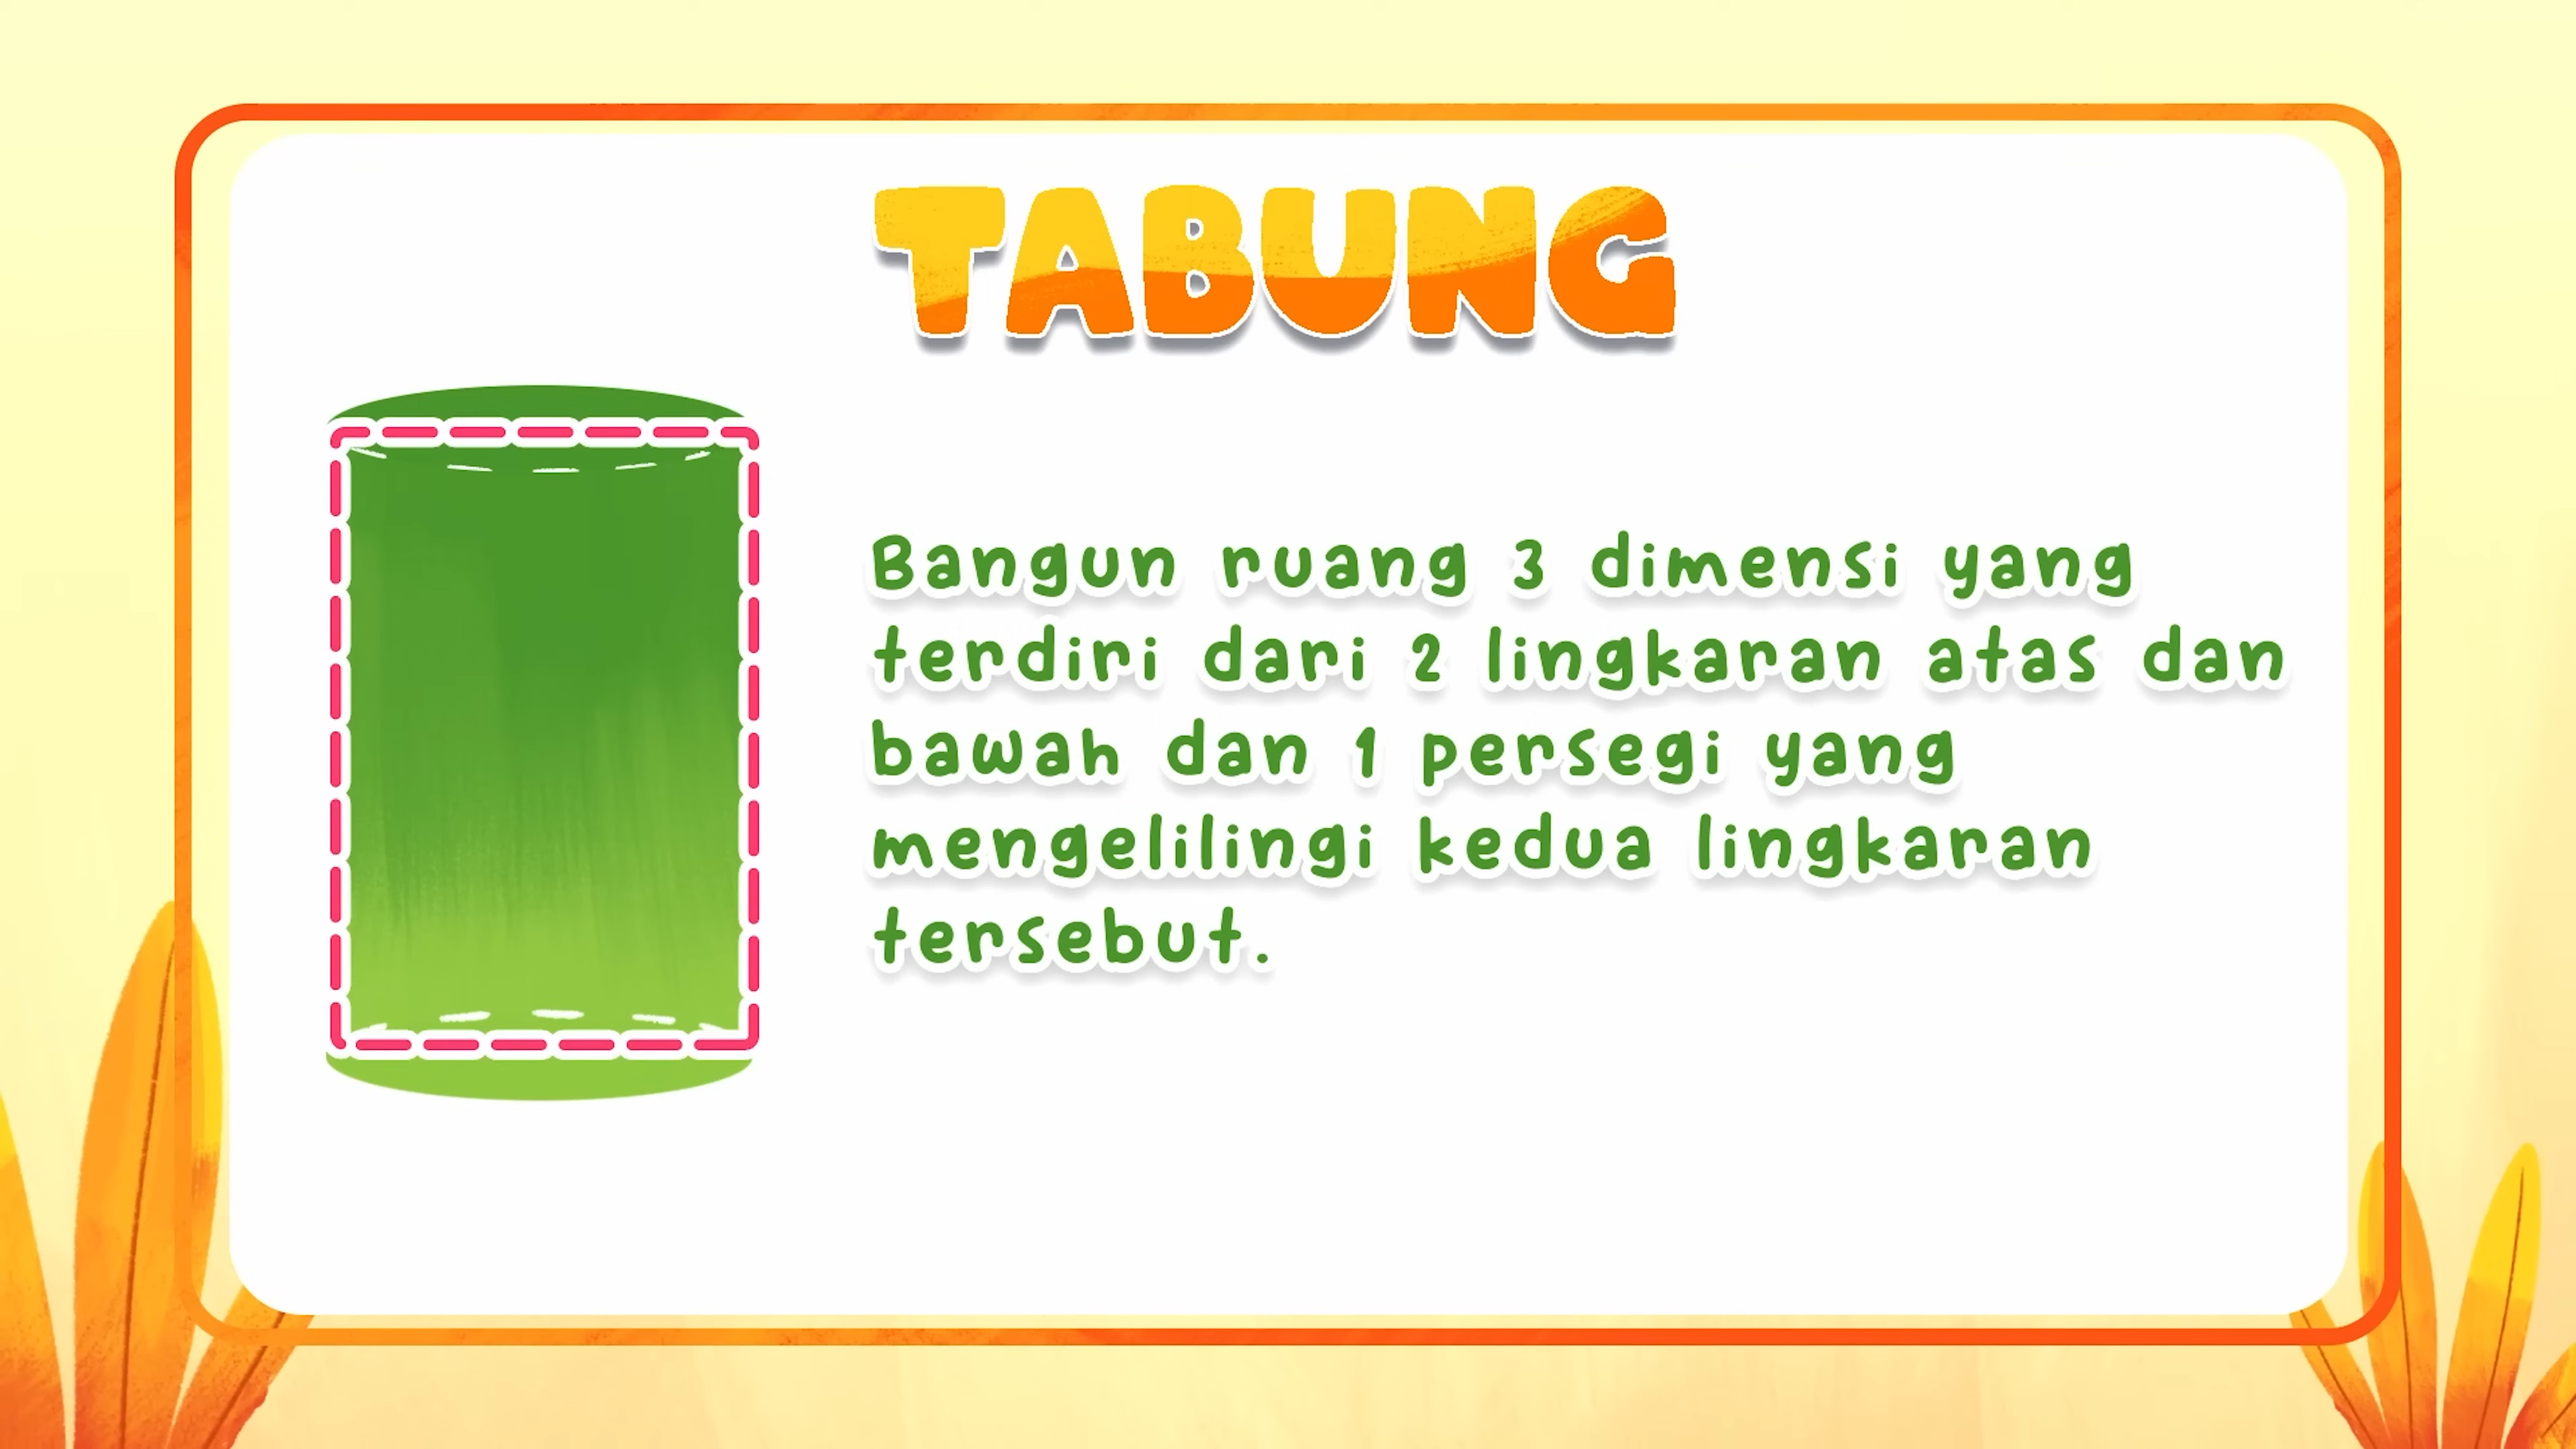 TABUNG
Bangun ruang 3 dimensi yang
terdiri dari 2 lingkaran atas dan
bawah dan 1 persegi yang
mengelilingi kedua lingkaran
tersebut.